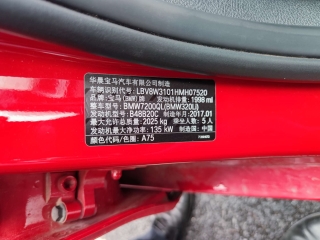 华晨宝马汽车有限公司制造
车辆识别代号: LBV8W3101HMH07520
品牌: 宝马(BMW)牌 发动机排量: 1998 ml
整车型号: BMW7200QL(BMW320Li)
发动机型号: B48B20C 制造年月: 2017.01
最大允许总质量: 2025 kg 乘坐人数: 5 人
发动机最大净功率: 135 kW 制造国: 中国
颜色代码/色圈: A75